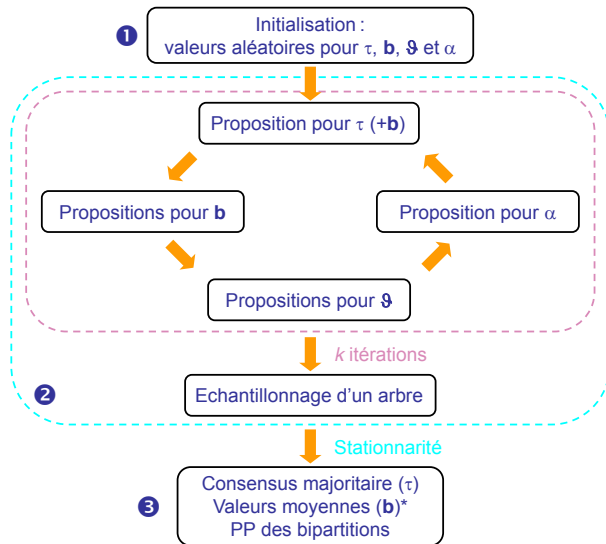 ❶
Initialisation :
valeurs aléatoires pour τ, b, ϑ et α
Proposition pour τ (+b)
Propositions pour b
Proposition pour α
Propositions pour ϑ
k itérations
❷
Echantillonnage d'un arbre
Stationnarité
❸
Consensus majoritaire (τ)
Valeurs moyennes (b)*
PP des bipartitions